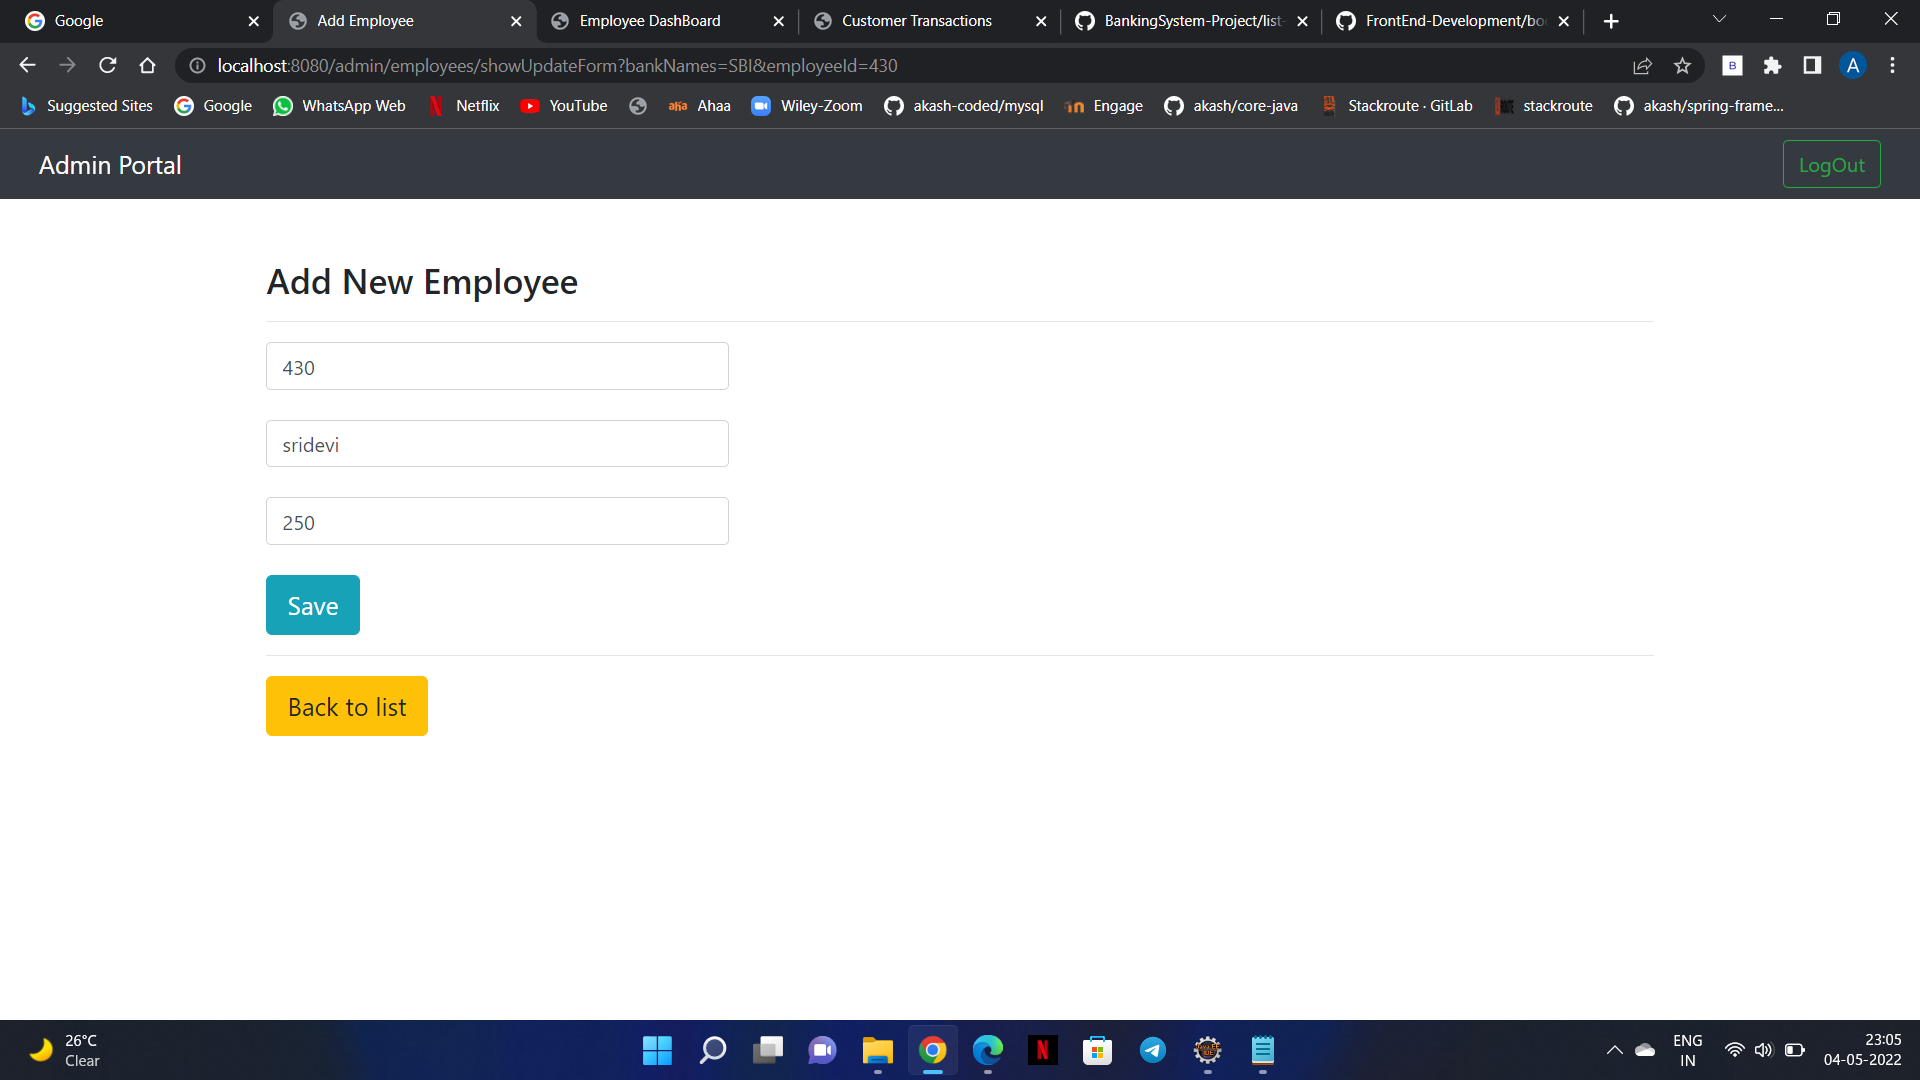 Google
Add Employee
Employee DashBoard
Customer Transactions
BankingSystem-Project/list-
FrontEnd-Development/boo
localhost:8080/admin/employees/showUpdateForm?bankNames=SBI&employeeId=430
B
A
Suggested Sites
Google
WhatsApp Web
Netflix
YouTube
aha Ahaa
Wiley-Zoom
akash-coded/mysql
Engage
akash/core-java
Stackroute · GitLab
stackroute
akash/spring-frame...
Admin Portal
LogOut
Add New Employee
430
sridevi
250
Save
Back to list
26°C
Clear
ENG
IN
23:05
04-05-2022